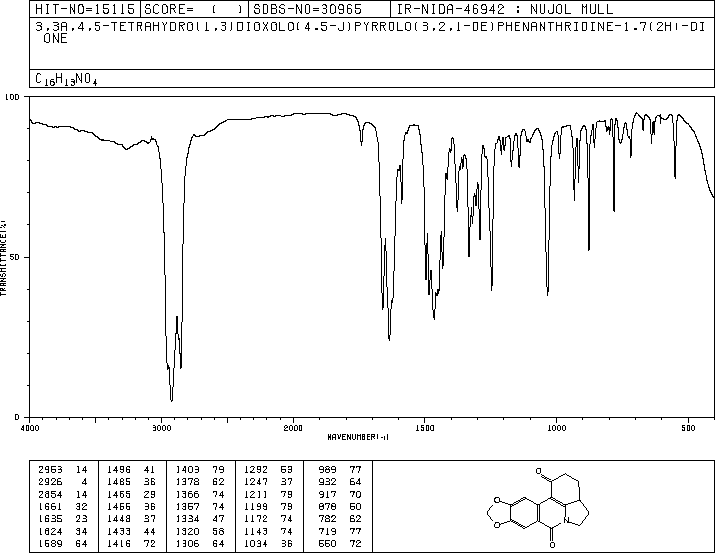 HIT-NO=15115 SCORE= ( ) SDBS-NO=30965 IR-NIDA-46942 : NUJOL MULL
3,3A,4,5-TETRAHYDRO(1,3)DIOXOLO(4,5-J)PYRROLO(3,2,1-DE)PHENANTHRIDINE-1,7(2H)-DI
ONE
C16H13NO4
100
50
0
TRANSMITTANCE(%)
4000 3000 2000 1500 1000 500
WAVENUMBER(-1)
2953 14 1496 41 1403 79 1292 53 989 77
2926 4 1485 36 1378 62 1247 37 932 64
2854 14 1465 29 1366 74 1211 79 917 70
1661 32 1455 36 1357 74 1199 79 878 50
1635 23 1448 37 1334 47 1172 74 782 62
1624 34 1433 44 1320 58 1143 74 719 77
1589 64 1416 72 1306 64 1034 36 550 72
O
O
O
N
O